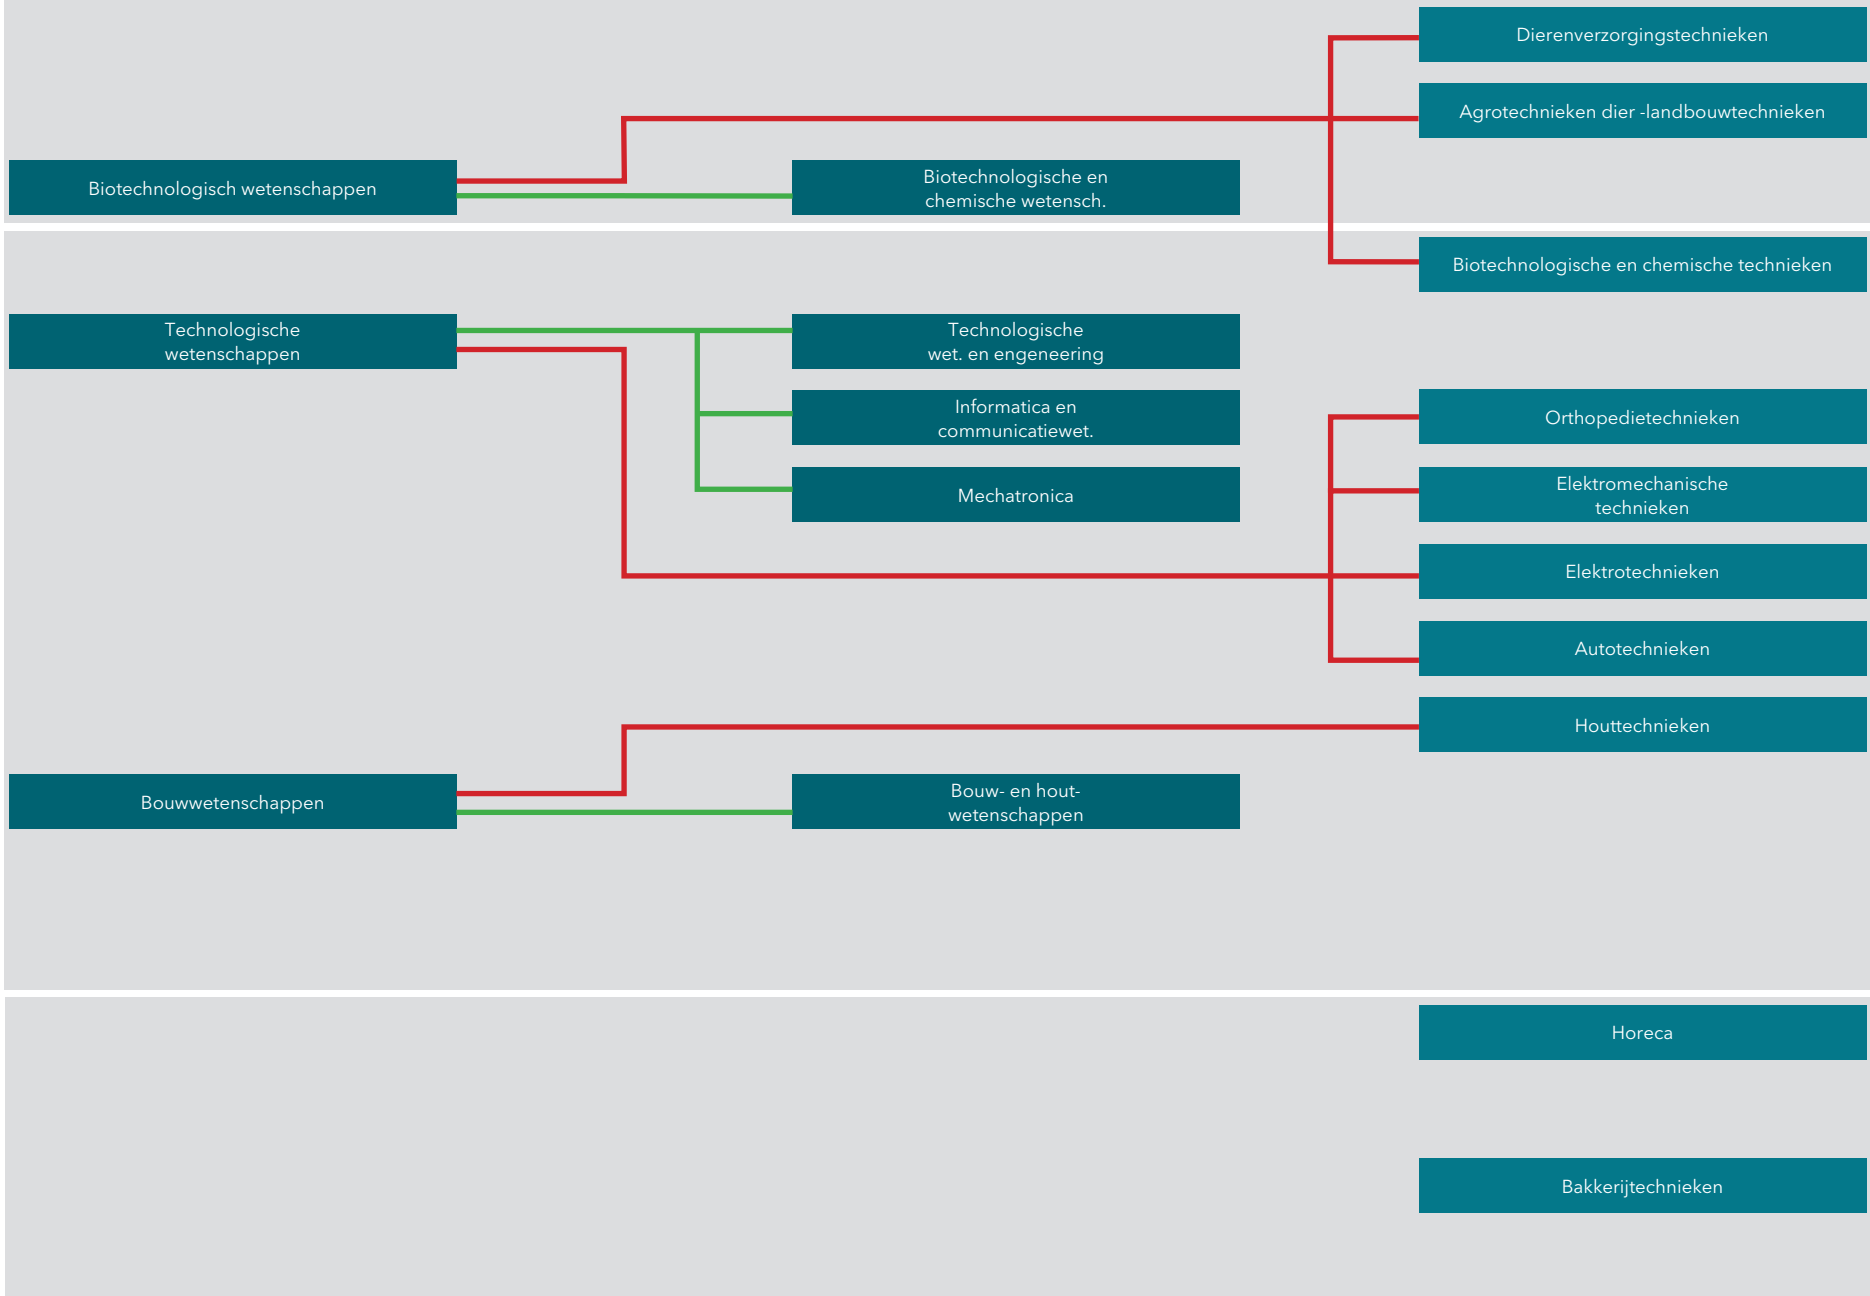 Dierenverzorgingstechnieken
Agrotechnieken dier -landbouwtechnieken
Biotechnologisch wetenschappen
Biotechnologische en
chemische wetensch.
Biotechnologische en chemische technieken
Technologische
wetenschappen
Technologische
wet. en engeneering
Informatica en
communicatiewet.
Orthopedietechnieken
Mechatronica
Elektromechanische
technieken
Elektrotechnieken
Autotechnieken
Houttechnieken
Bouwwetenschappen
Bouw- en hout-
wetenschappen
Horeca
Bakkerijtechnieken